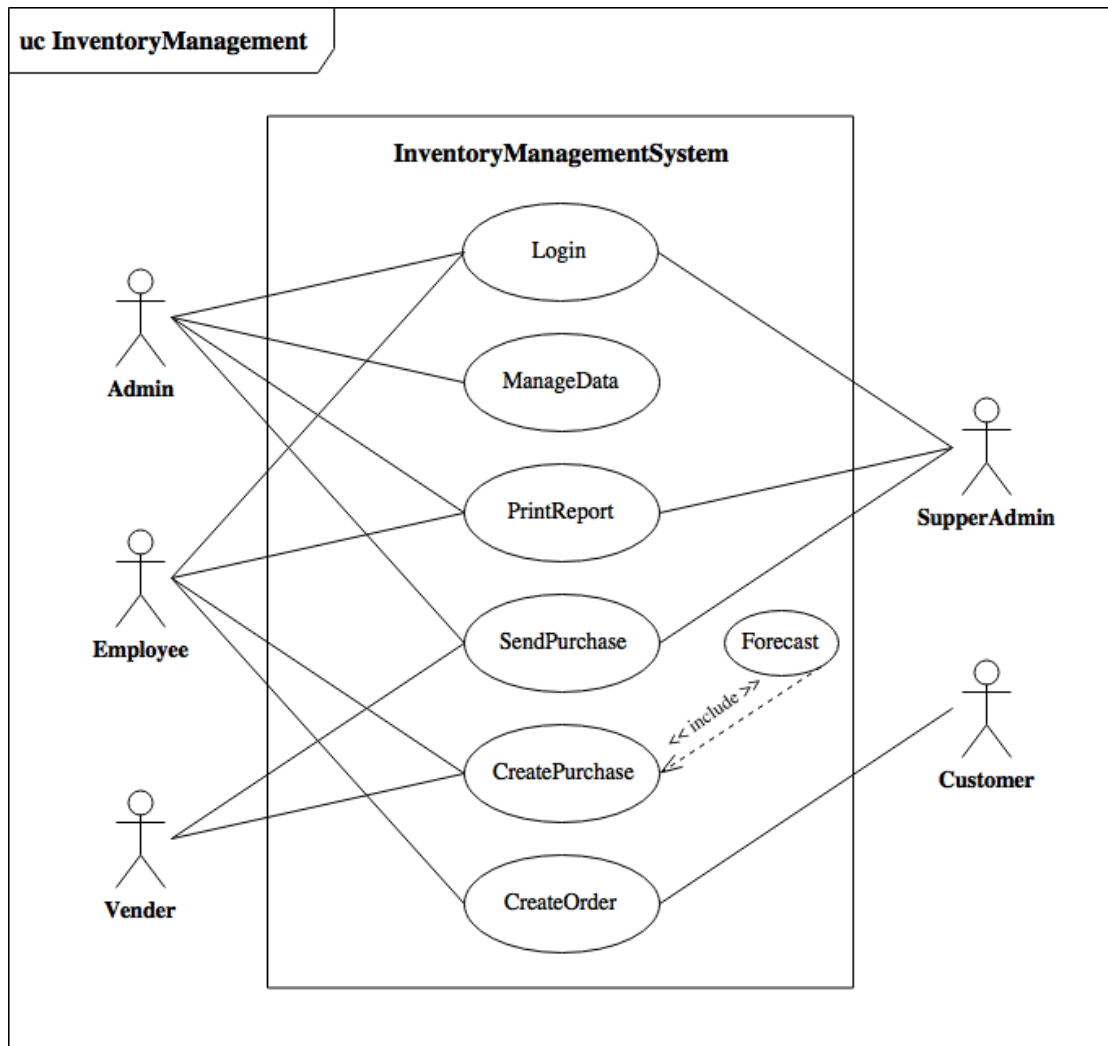 uc InventoryManagement
InventoryManagementSystem
Login
ManageData
Admin
PrintReport
SupperAdmin
Employee
SendPurchase
Forecast
<< include >>
CreatePurchase
Customer
Vender
CreateOrder